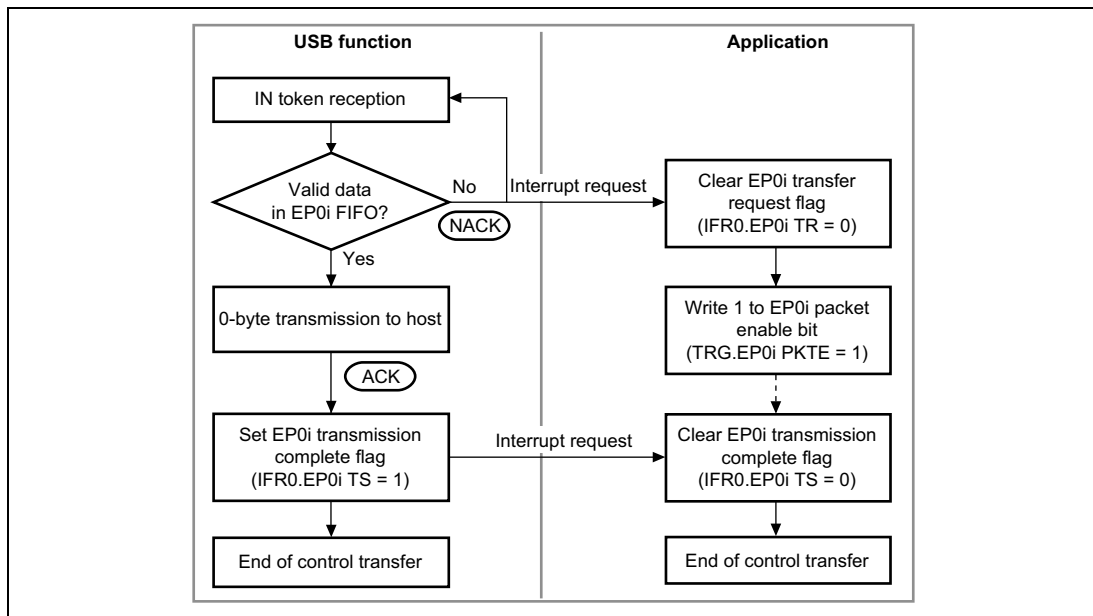 USB function
Application
IN token reception
Valid data
in EP0i FIFO?
No
NACK
Interrupt request
Clear EP0i transfer
request flag
(IFR0.EP0i TR = 0)
Yes
0-byte transmission to host
Write 1 to EP0i packet
enable bit
(TRG.EP0i PKTE = 1)
ACK
Set EP0i transmission
complete flag
(IFR0.EP0i TS = 1)
Interrupt request
Clear EP0i transmission
complete flag
(IFR0.EP0i TS = 0)
End of control transfer
End of control transfer